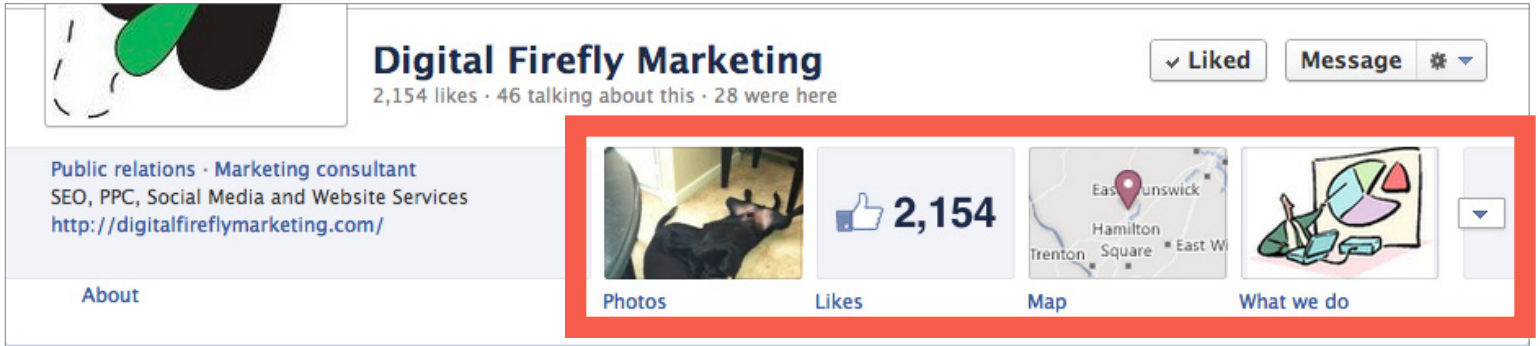 Digital Firefly Marketing
2,154 likes · 46 talking about this · 28 were here
Liked
Message
Public relations · Marketing consultant
SEO, PPC, Social Media and Website Services
http://digitalfireflymarketing.com/
About
2,154
Hamilton
Trenton Square East
Photos
Likes
Map
What we do